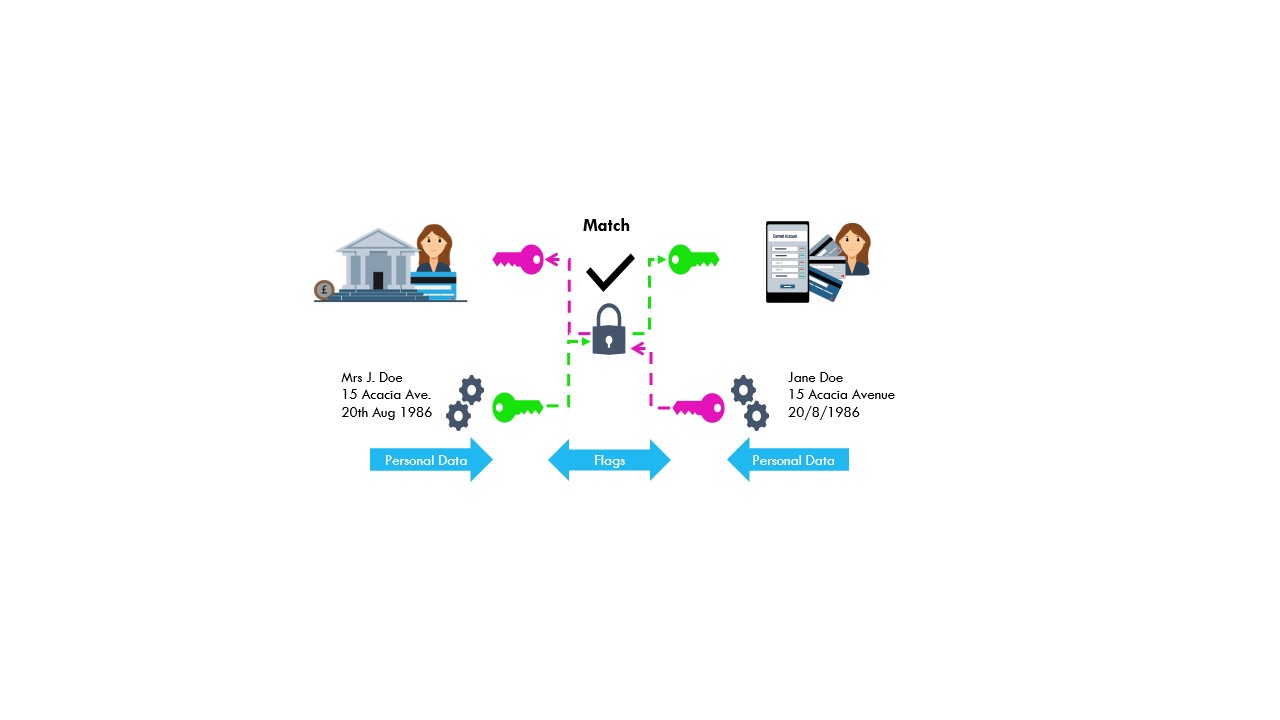 Match
£
Current Account
Mrs J. Doe
15 Acacia Ave.
20th Aug 1986
Jane Doe
15 Acacia Avenue
20/8/1986
Personal Data
Flags
Personal Data